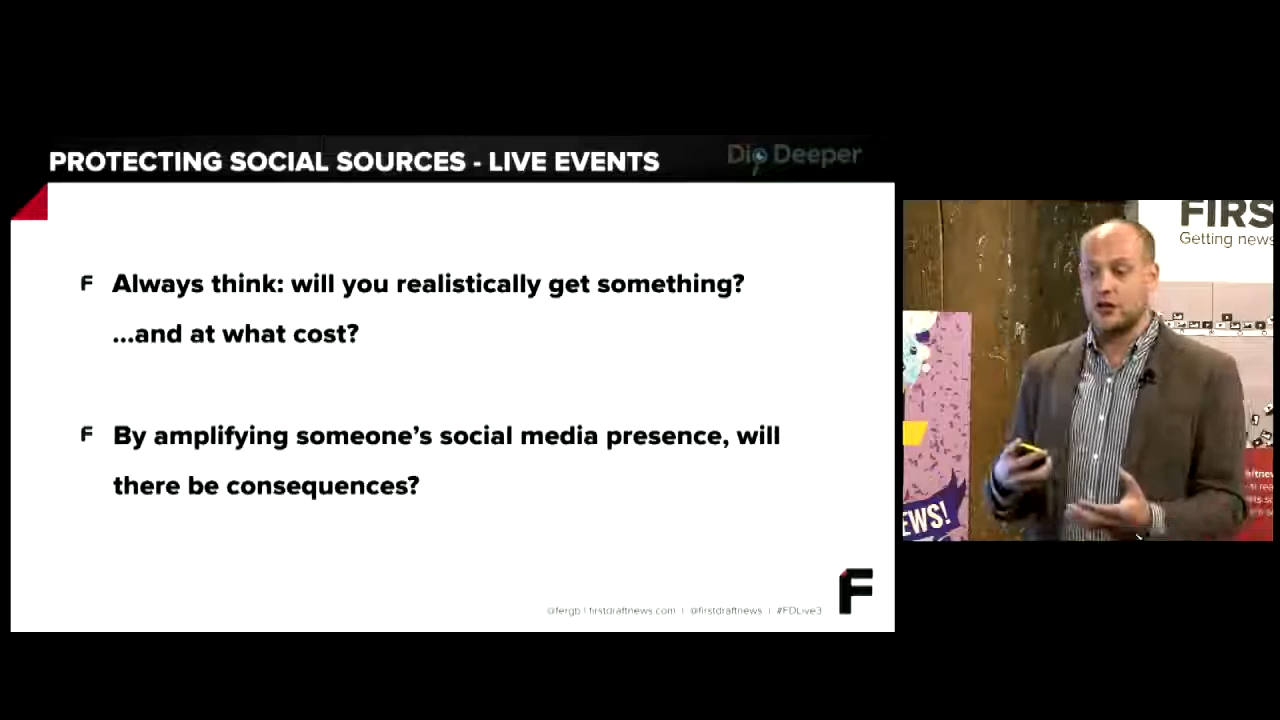 PROTECTING SOCIAL SOURCES - LIVE EVENTS
Dig Deeper
F Always think: will you realistically get something?
...and at what cost?
F By amplifying someone's social media presence, will
there be consequences?
@fergb | firstdraftnews.com | @firstdraftnews | #FDLive3
F
FIRS
Getting news
EWS!